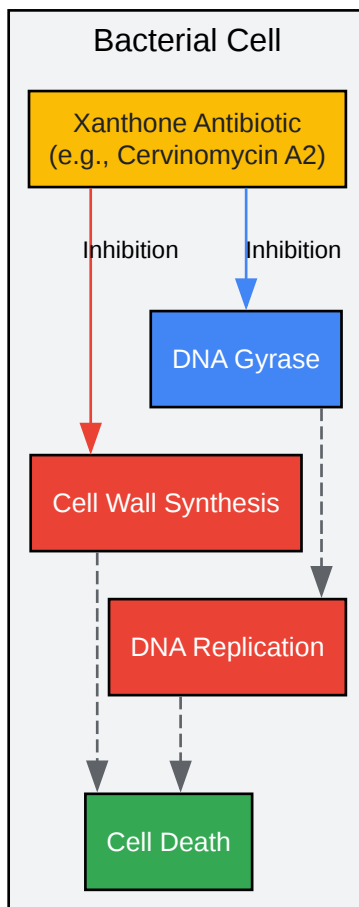 Bacterial Cell
Xanthone Antibiotic
(e.g., Cervinomycin A2)
Inhibition
Inhibition
DNA Gyrase
Cell Wall Synthesis
DNA Replication
Cell Death